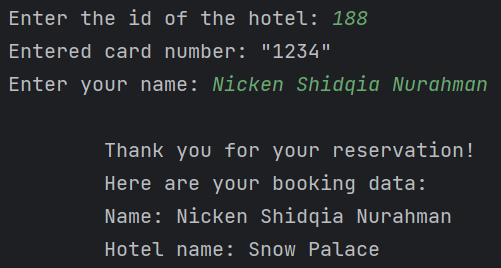 Enter the id of the hotel: 188
Entered card number: "1234"
Enter your name: Nicken Shidqia Nurahman
Thank you for your reservation!
Here are your booking data:
Name: Nicken Shidqia Nurahman
Hotel name: Snow Palace